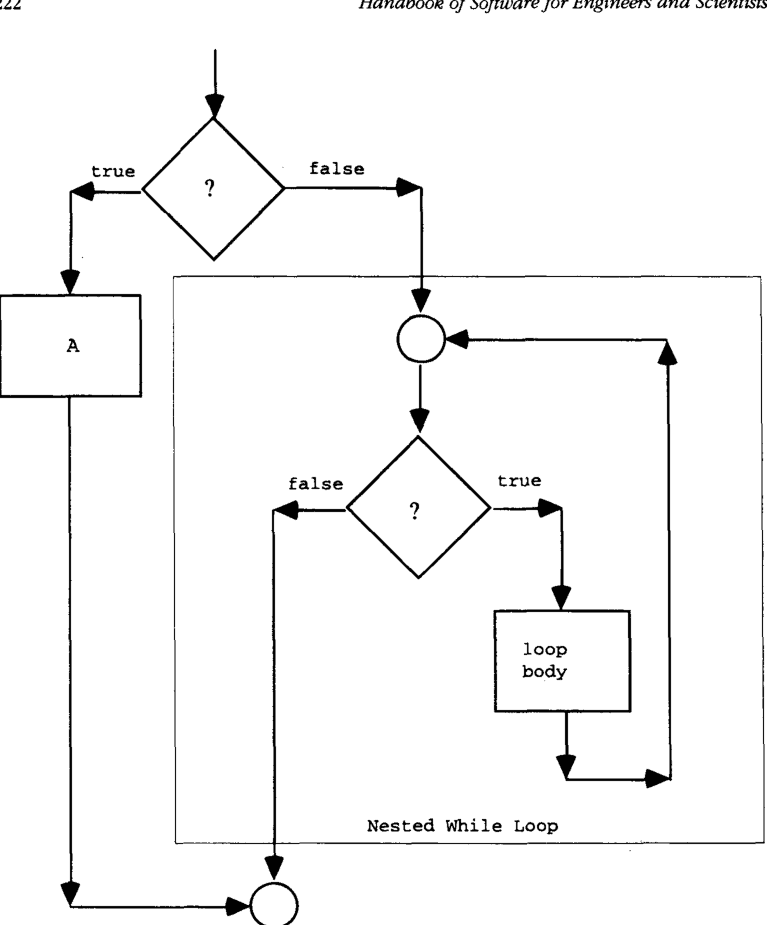 222
Handbook of Software for Engineers and Scientists
true
false
?
A
false
true
?
loop
body
Nested While Loop